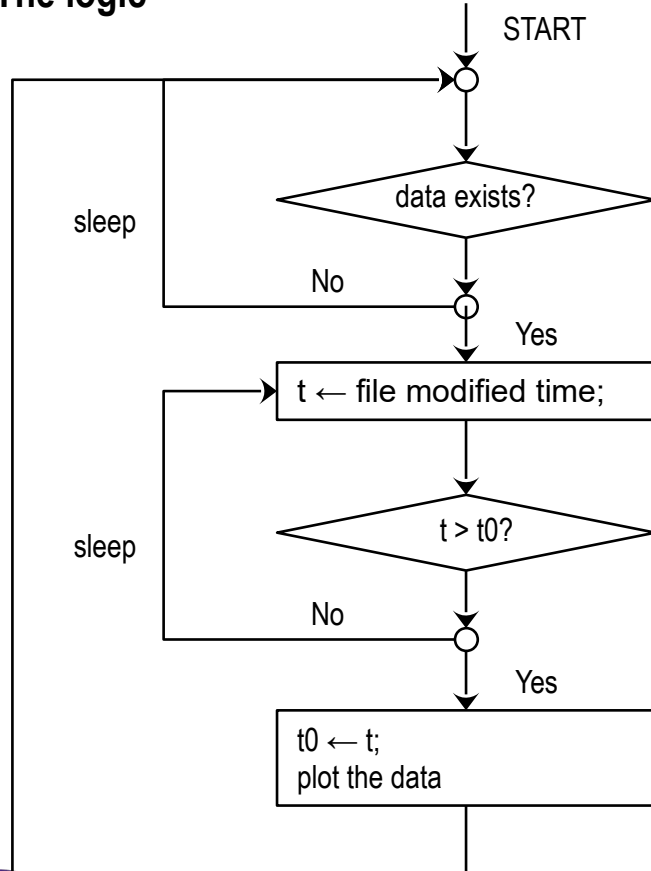 The logic
START
data exists?
sleep
No
Yes
t ← file modified time;
t > t0?
sleep
No
Yes
t0 ← t;
plot the data